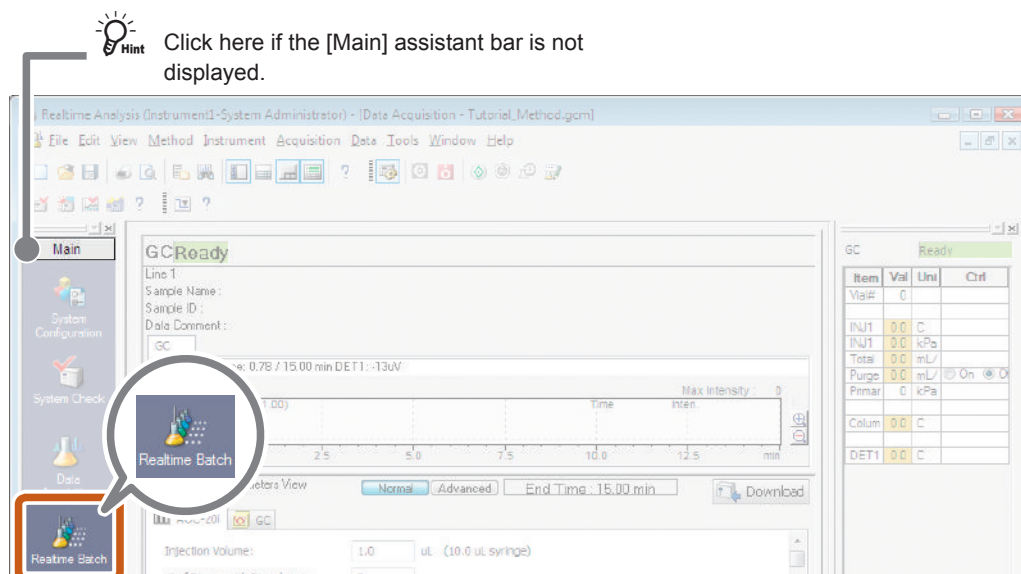 Hint
Click here if the [Main] assistant bar is not
displayed.
Realtime Analysis (Instrument1-System Administrator) - [Data Acquisition - Tutorial_Method.gcm]
File Edit View Method Instrument Acquisition Data Tools Window Help
Main
System
Configuration
System Check
Data
Realtime Batch
Realtime Batch
GC Ready
Line 1
Sample Name :
Sample ID :
Data Comment :
GC
0.78 / 15.00 min DET1: -13uV
Max Intensity : 0
1.00)
Time
Inten.
2.5 5.0 7.5 10.0 12.5 min
View
Normal
Advanced
End Time : 15.00 min
Download
GC
Injection Volume: 1.0 uL (10.0 uL syringe)
GC Ready
Item Val Uni Ctrl
Vial# 0
INJ1 0.0 C
INJ1 0.0 kPa
Total 0.0 mL/
Purge 0.0 mL/ On
Primar 0 kPa
Colum 0.0 C
DET1 0.0 C